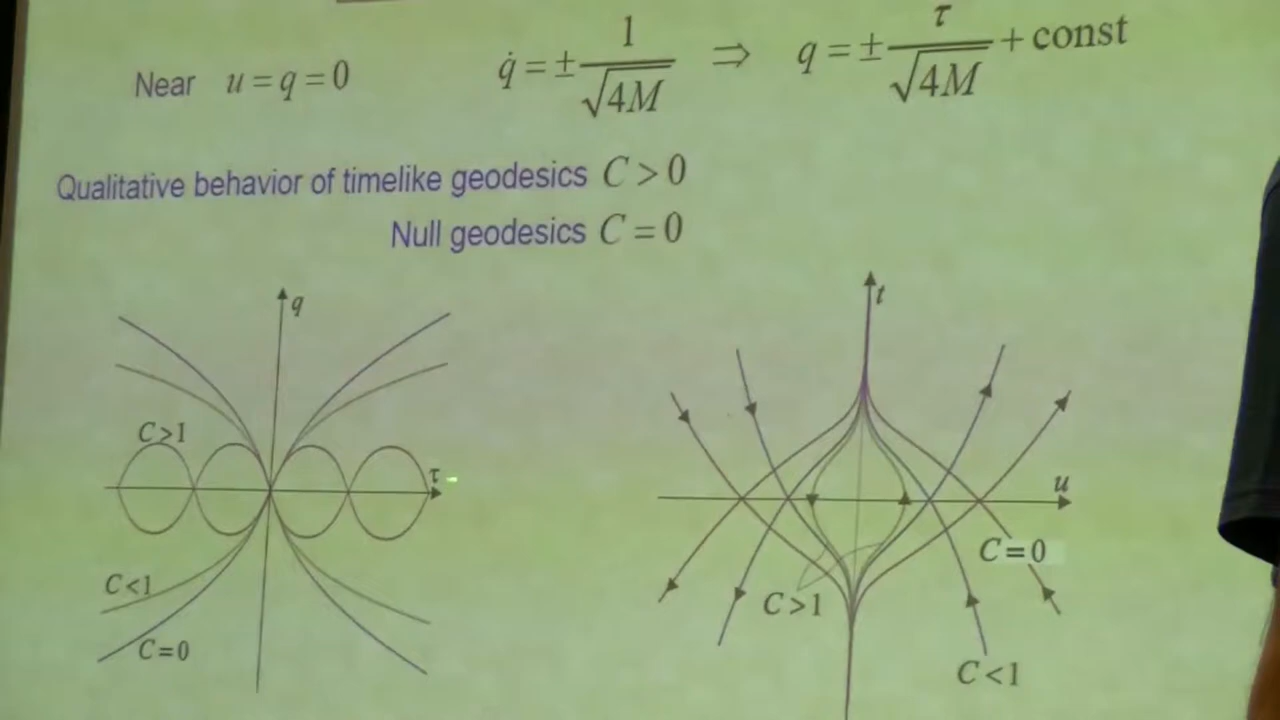 Near u = q = 0 q̇ = ± 1/√4M ⇒ q = ± τ/√4M + const
Qualitative behavior of timelike geodesics C > 0
Null geodesics C = 0
q
C>1
τ
C<1
C=0
t
u
C=0
C>1
C<1